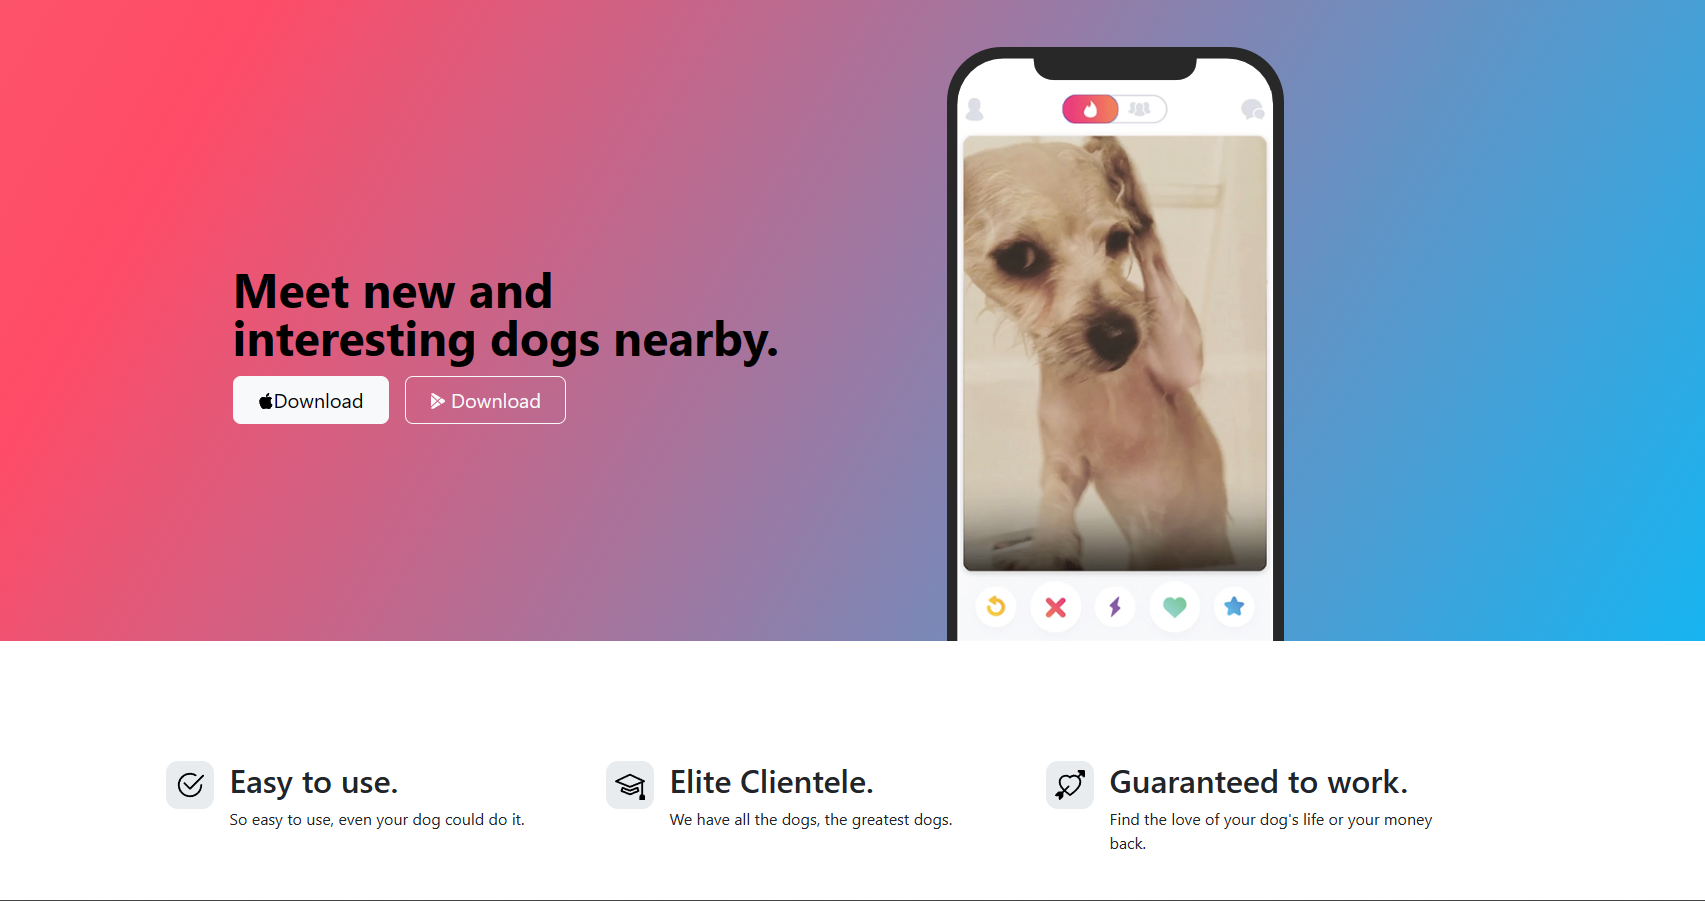 Meet new and
interesting dogs nearby.
Download
Download
Easy to use.
So easy to use, even your dog could do it.
Elite Clientele.
We have all the dogs, the greatest dogs.
Guaranteed to work.
Find the love of your dog's life or your money
back.